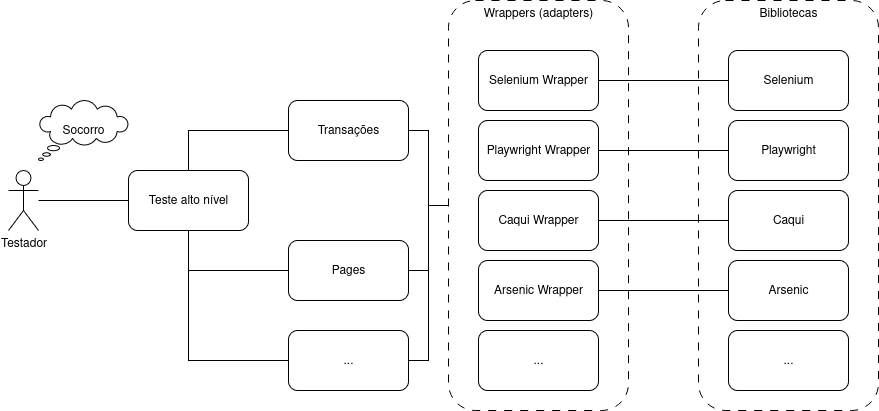 Wrappers (adapters)
Bibliotecas
Selenium Wrapper
Selenium
Socorro
Transações
Playwright Wrapper
Playwright
Teste alto nível
Testador
Caqui Wrapper
Caqui
Pages
Arsenic Wrapper
Arsenic
...
...
...